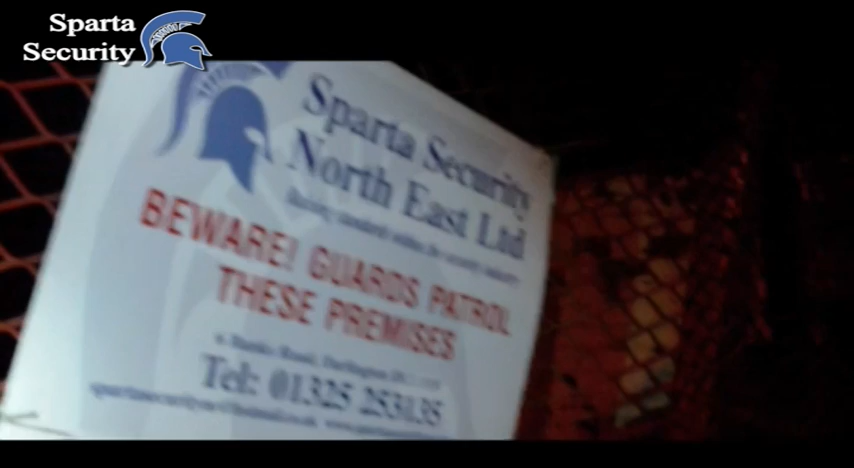 Sparta
Security
Sparta Security
North East Ltd
BEWARE! GUARDS PATROL
THESE PREMISES
Tel: 01325 253135